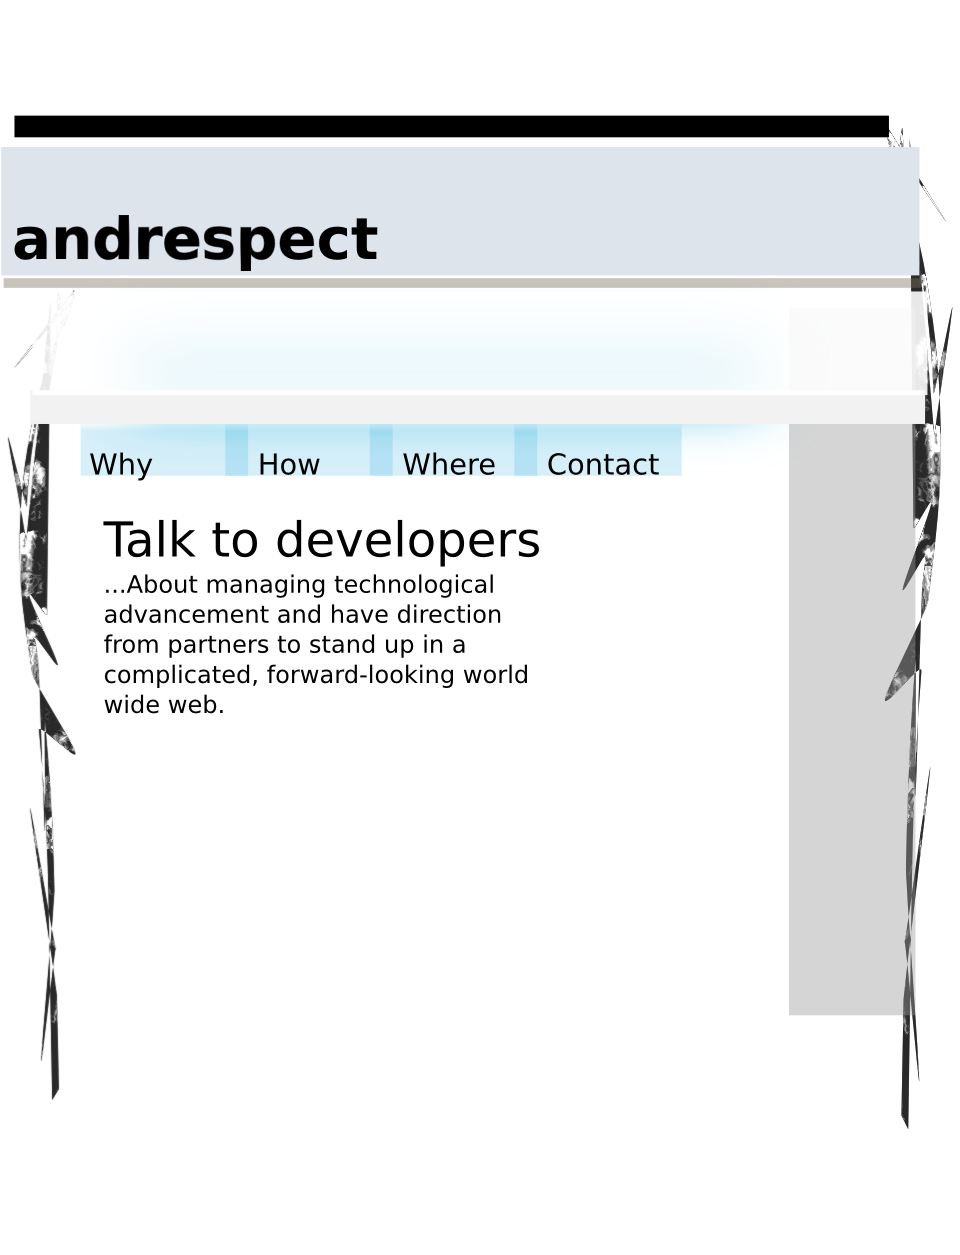 andrespect
Why How Where Contact
Talk to developers
...About managing technological
advancement and have direction
from partners to stand up in a
complicated, forward-looking world
wide web.